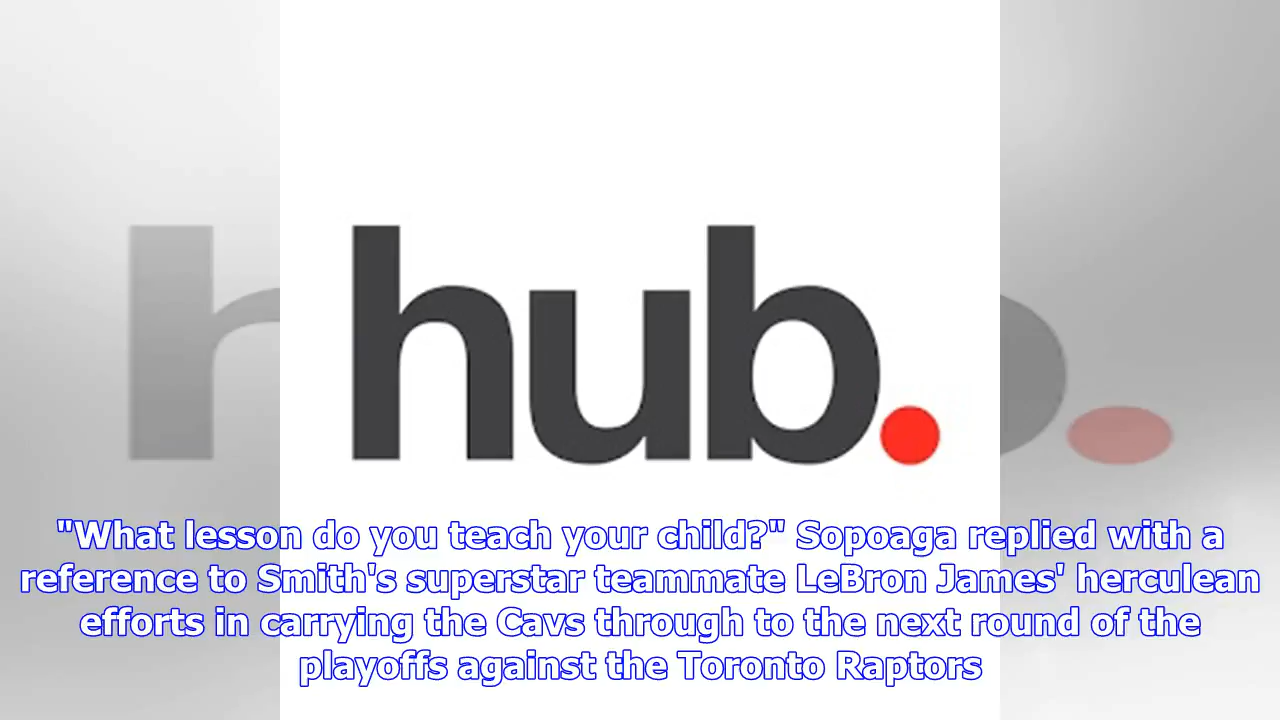 hub.
"What lesson do you teach your child?" Sopoaga replied with a
reference to Smith's superstar teammate LeBron James' herculean
efforts in carrying the Cavs through to the next round of the
playoffs against the Toronto Raptors